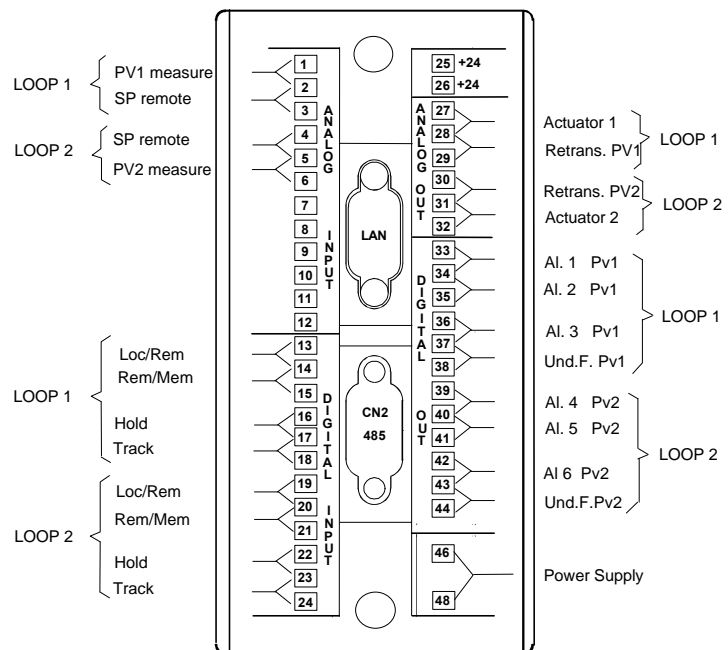 LOOP 1
PV1 measure
SP remote
LOOP 2
SP remote
PV2 measure
LOOP 1
Loc/Rem
Rem/Mem
Hold
Track
LOOP 2
Loc/Rem
Rem/Mem
Hold
Track
1
2
3
4
5
6
7
8
9
10
11
12
ANALOG INPUT
13
14
15
16
17
18
19
20
21
22
23
24
DIGITAL INPUT
LAN
CN2
485
25 +24
26 +24
27
28
29
30
31
32
ANALOG OUT
33
34
35
36
37
38
39
40
41
42
43
44
DIGITAL OUT
46
48
Actuator 1
Retrans. PV1
LOOP 1
Retrans. PV2
Actuator 2
LOOP 2
Al. 1 Pv1
Al. 2 Pv1
Al. 3 Pv1
Und.F. Pv1
LOOP 1
Al. 4 Pv2
Al. 5 Pv2
Al 6 Pv2
Und.F.Pv2
LOOP 2
Power Supply